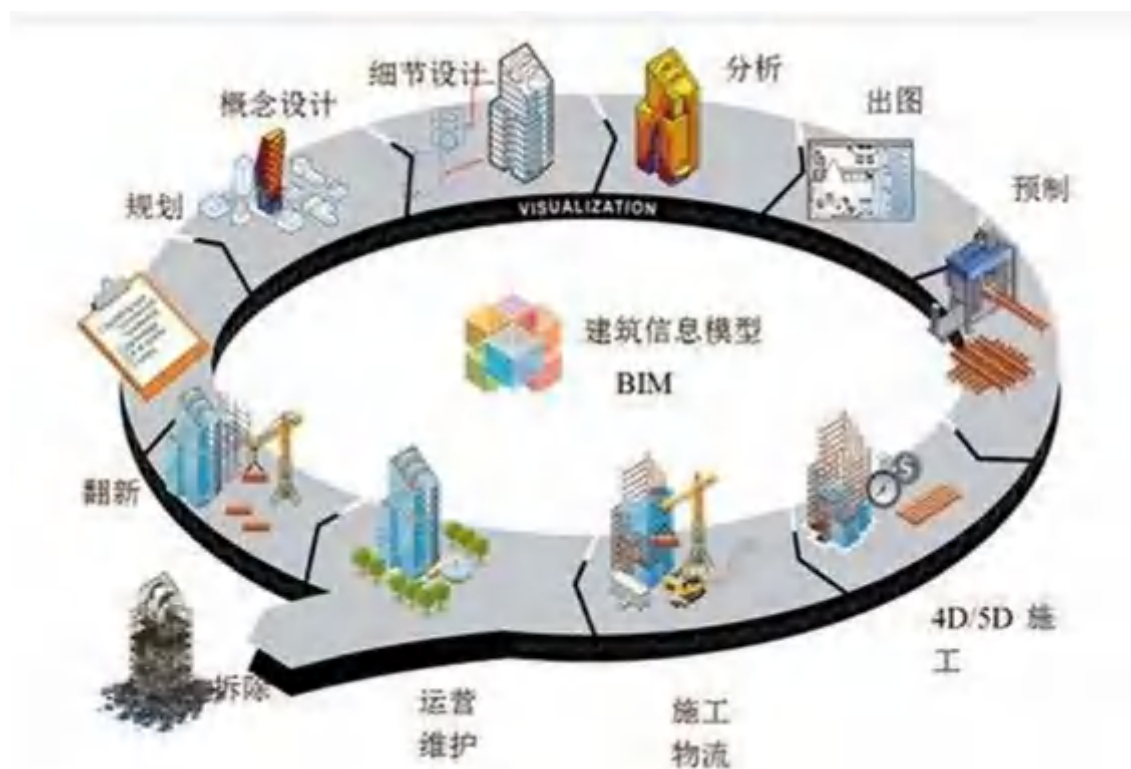 细节设计
分析
概念设计
出图
规划
预制
VISUALIZATION
建筑信息模型
BIM
翻新
4D/5D 施
工
拆除
运营
维护
施工
物流